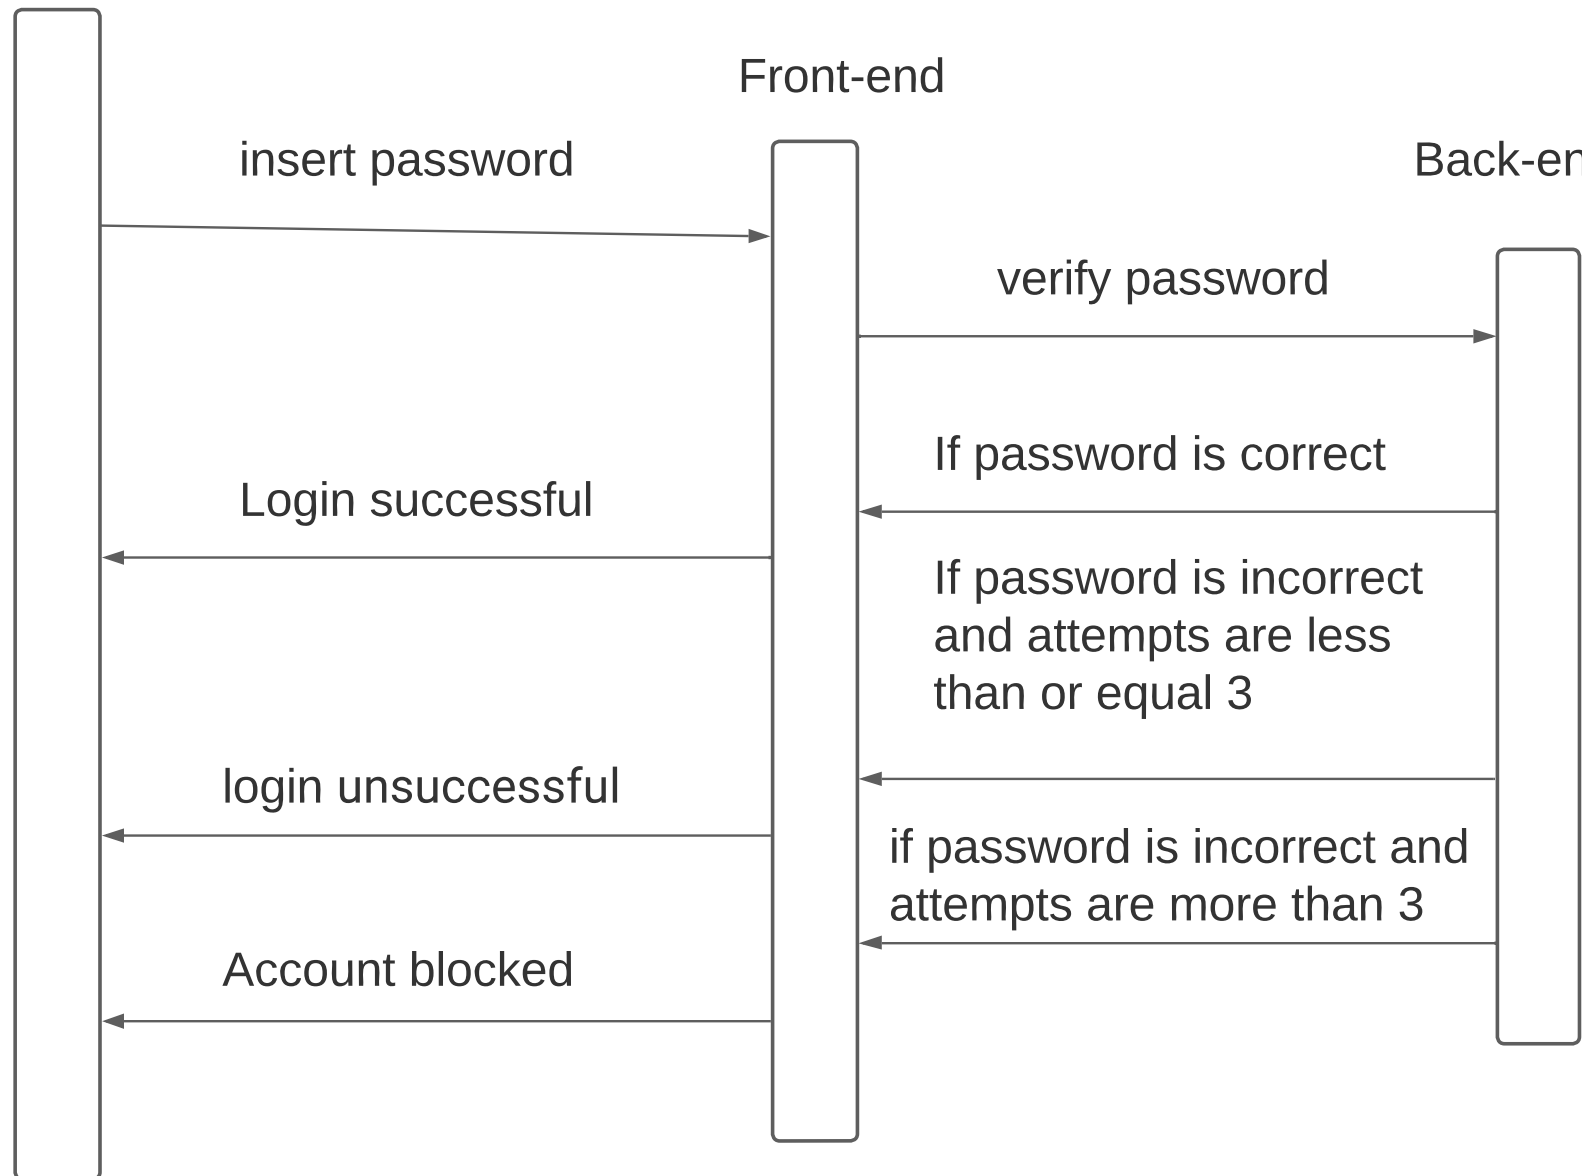 Front-end
insert password
Back-en
verify password
If password is correct
Login successful
If password is incorrect
and attempts are less
than or equal 3
login unsuccessful
if password is incorrect and
attempts are more than 3
Account blocked